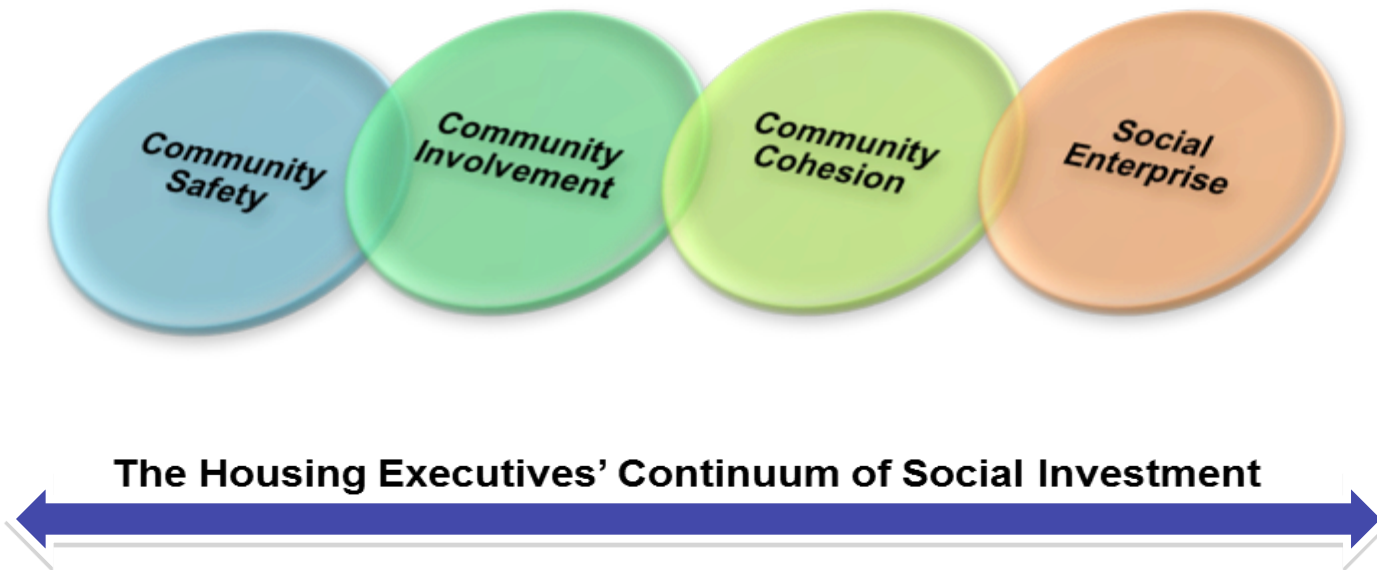 Community
Safety
Community
Involvement
Community
Cohesion
Social
Enterprise
The Housing Executives’ Continuum of Social Investment